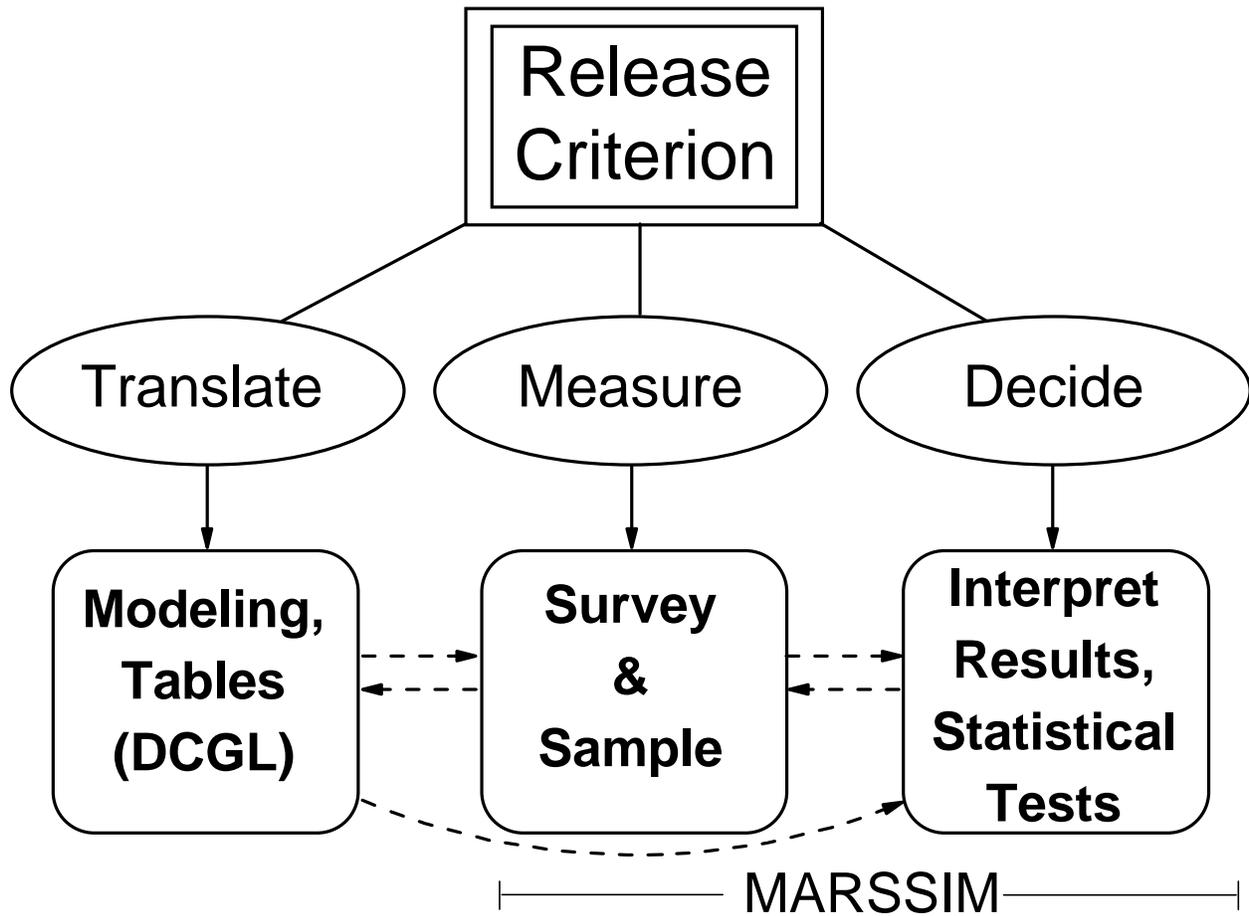 Release
Criterion
Translate
Measure
Decide
Modeling,
Tables
(DCGL)
Survey
&
Sample
Interpret
Results,
Statistical
Tests
MARSSIM